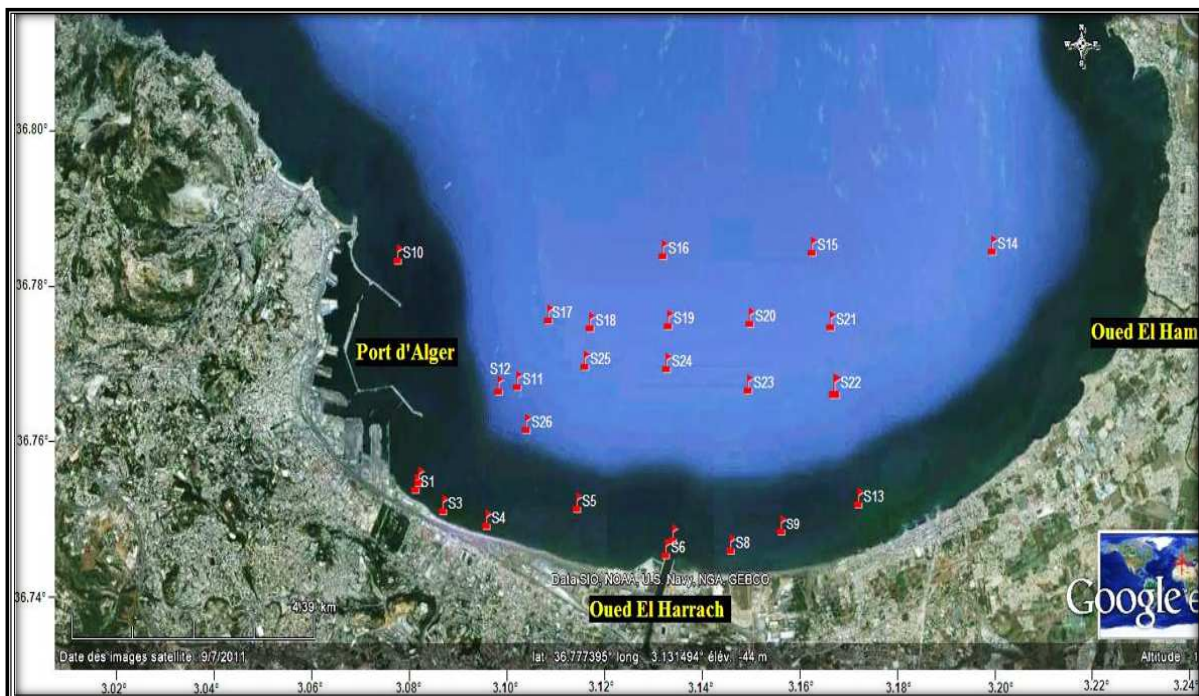 N
W E
S
36.80°
S10
S16
S15
S14
36.78°
S17
S18
S19
S20
S21
Oued El Ham
Port d'Alger
S25
S24
S12
S11
S23
S22
S26
36.76°
S1
S3
S4
S5
S13
S9
S6
S8
Data SIO, NOAA, U.S. Navy, NGA, GEBCO
36.74°
4.39 km
Oued El Harrach
Google e
Date des images satellite : 9/7/2011
lat 36.777395° long 3.131494° élév. -44 m
Altitude
3.02° 3.04° 3.06° 3.08° 3.10° 3.12° 3.14° 3.16° 3.18° 3.20° 3.22° 3.24°